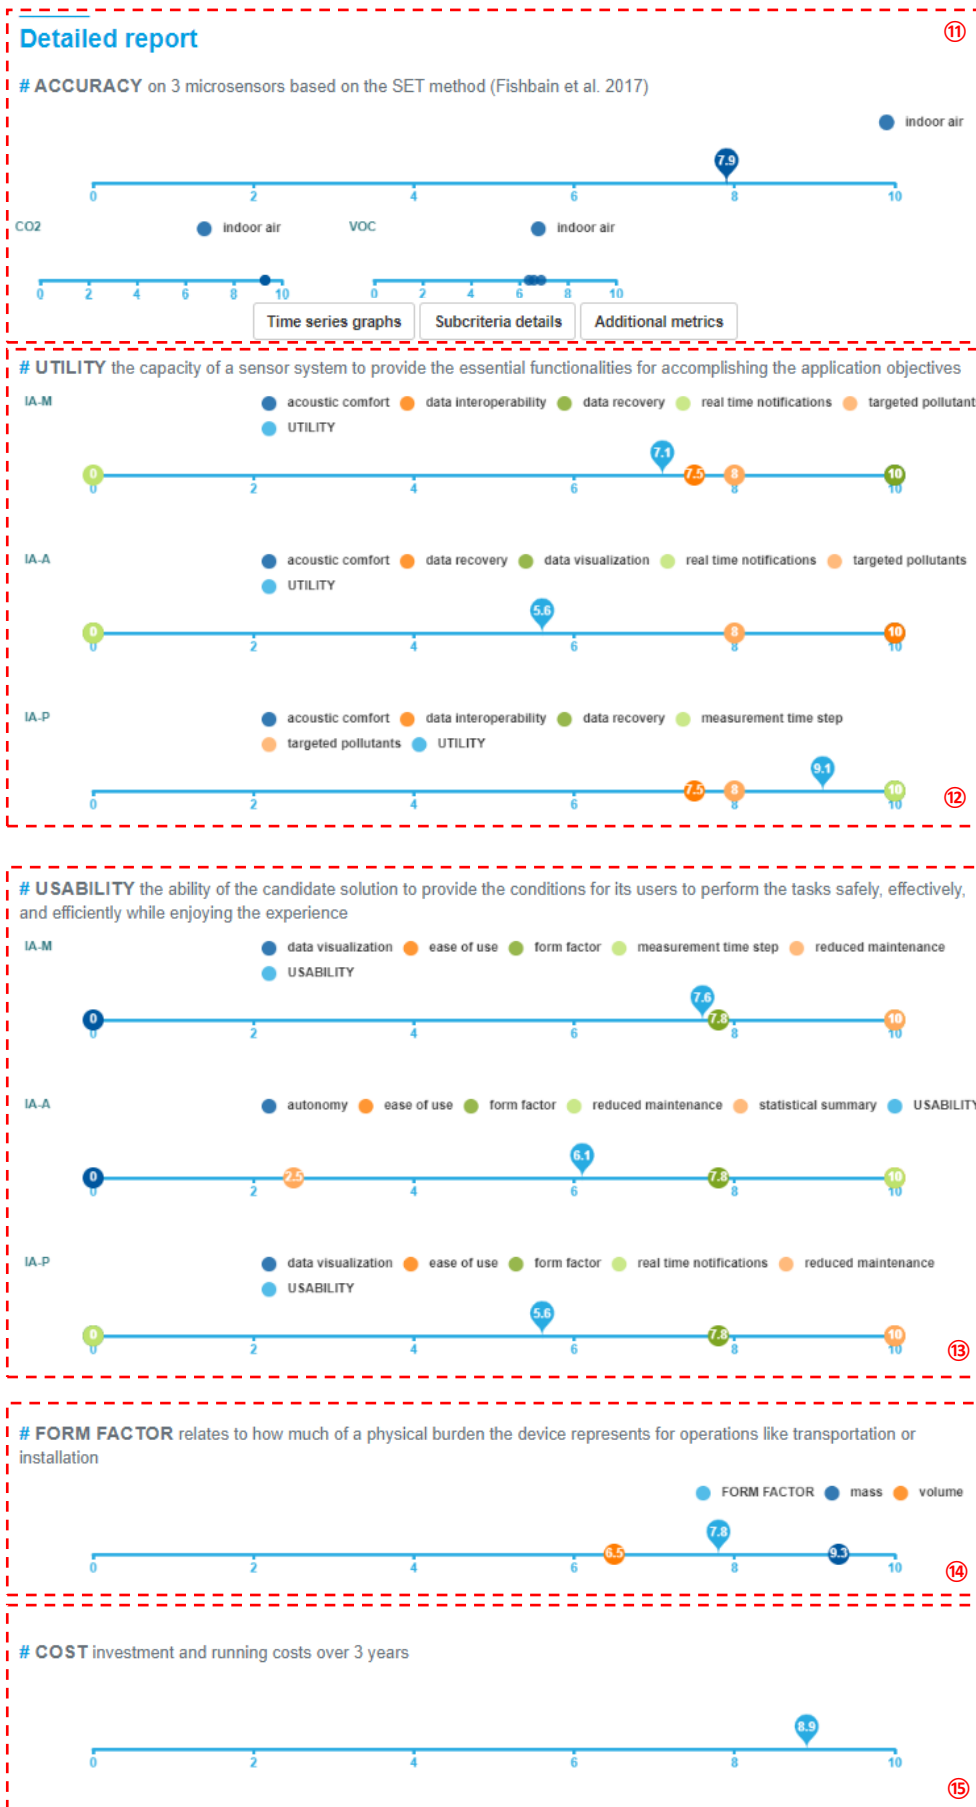 Detailed report ⑪
# ACCURACY on 3 microsensors based on the SET method (Fishbain et al. 2017)
indoor air
7.9
0 2 4 6 8 10
CO2 indoor air VOC indoor air
0 2 4 6 8 10 0 2 4 6 8 10
Time series graphs Subcriteria details Additional metrics
# UTILITY the capacity of a sensor system to provide the essential functionalities for accomplishing the application objectives
IA-M acoustic comfort data interoperability data recovery real time notifications targeted pollutant
UTILITY
7.1
0 7.5 8 10
0 2 4 6 8 10
IA-A acoustic comfort data recovery data visualization real time notifications targeted pollutants
UTILITY
5.6
0 8 10
0 2 4 6 8 10
IA-P acoustic comfort data interoperability data recovery measurement time step
targeted pollutants UTILITY
9.1
7.5 8 10
0 2 4 6 8 10 ⑫
# USABILITY the ability of the candidate solution to provide the conditions for its users to perform the tasks safely, effectively,
and efficiently while enjoying the experience
IA-M data visualization ease of use form factor measurement time step reduced maintenance
USABILITY
7.6
0 7.8 10
0 2 4 6 8 10
IA-A autonomy ease of use form factor reduced maintenance statistical summary USABILITY
6.1
0 2.5 7.8 10
0 2 4 6 8 10
IA-P data visualization ease of use form factor real time notifications reduced maintenance
USABILITY
5.6
0 7.8 10
0 2 4 6 8 10 ⑬
# FORM FACTOR relates to how much of a physical burden the device represents for operations like transportation or
installation
FORM FACTOR mass volume
7.8
6.5 9.3
0 2 4 6 8 10 ⑭
# COST investment and running costs over 3 years
8.9
0 2 4 6 8 10
⑮